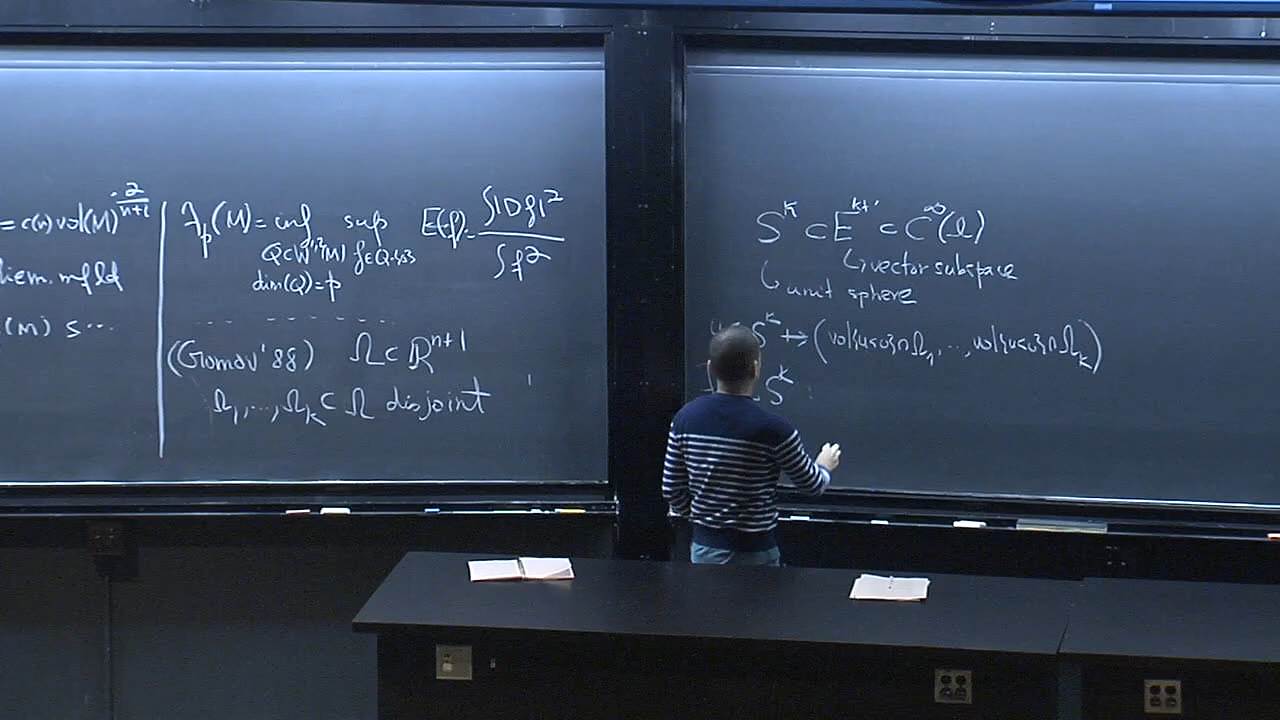 = c(n) vol(M)^{-2/(n+1)}
Riem. mfld
(M) ≤ ...
λ_p(M) = inf sup E(f) = ∫|Df|² / ∫f²
Q⊂W^{1,2}(M) f∈Q-{0}
dim(Q)=p
(Gromov '88) Ω ⊂ ℝ^{n+1}
Ω_1, ..., Ω_k ⊂ Ω disjoint
S^k ⊂ E^{k+1} ⊂ C^∞(Ω)
↳ vector subspace
↳ unit sphere
S^k ↦ (vol{u<0}∩Ω_1, ..., vol{u<0}∩Ω_k)
S^k